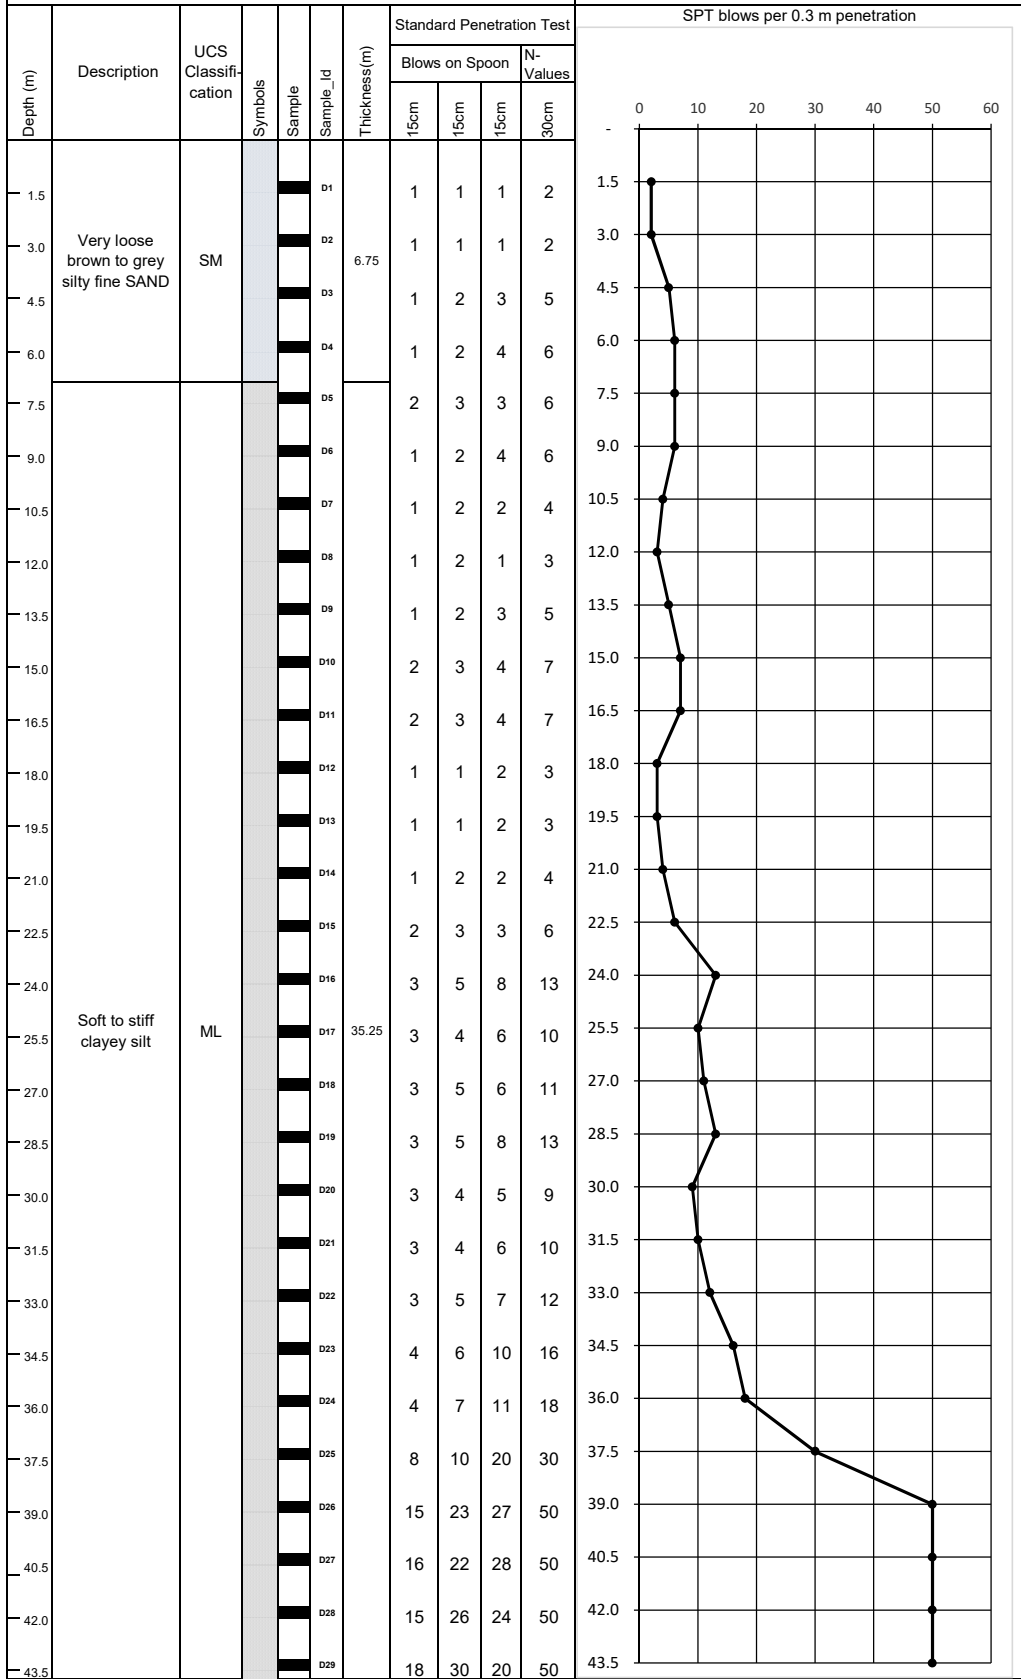 Standard Penetration Test
SPT blows per 0.3 m penetration
Depth (m)
Description
UCS
Classifi-
cation
Symbols
Sample
Sample_Id
Thickness(m)
Blows on Spoon
N-
Values
15cm 15cm 15cm 30cm
0 10 20 30 40 50 60
-
1.5 D1 1 1 1 2 1.5
3.0 D2 1 1 1 2 3.0
Very loose
brown to grey
silty fine SAND
SM
6.75
4.5 D3 1 2 3 5 4.5
6.0 D4 1 2 4 6 6.0
7.5 D5 2 3 3 6 7.5
9.0 D6 1 2 4 6 9.0
10.5 D7 1 2 2 4 10.5
12.0 D8 1 2 1 3 12.0
13.5 D9 1 2 3 5 13.5
15.0 D10 2 3 4 7 15.0
16.5 D11 2 3 4 7 16.5
18.0 D12 1 1 2 3 18.0
19.5 D13 1 1 2 3 19.5
21.0 D14 1 2 2 4 21.0
22.5 D15 2 3 3 6 22.5
24.0 D16 3 5 8 13 24.0
Soft to stiff
clayey silt
ML
35.25
25.5 D17 3 4 6 10 25.5
27.0 D18 3 5 6 11 27.0
28.5 D19 3 5 8 13 28.5
30.0 D20 3 4 5 9 30.0
31.5 D21 3 4 6 10 31.5
33.0 D22 3 5 7 12 33.0
34.5 D23 4 6 10 16 34.5
36.0 D24 4 7 11 18 36.0
37.5 D25 8 10 20 30 37.5
39.0 D26 15 23 27 50 39.0
40.5 D27 16 22 28 50 40.5
42.0 D28 15 26 24 50 42.0
43.5 D29 18 30 20 50 43.5